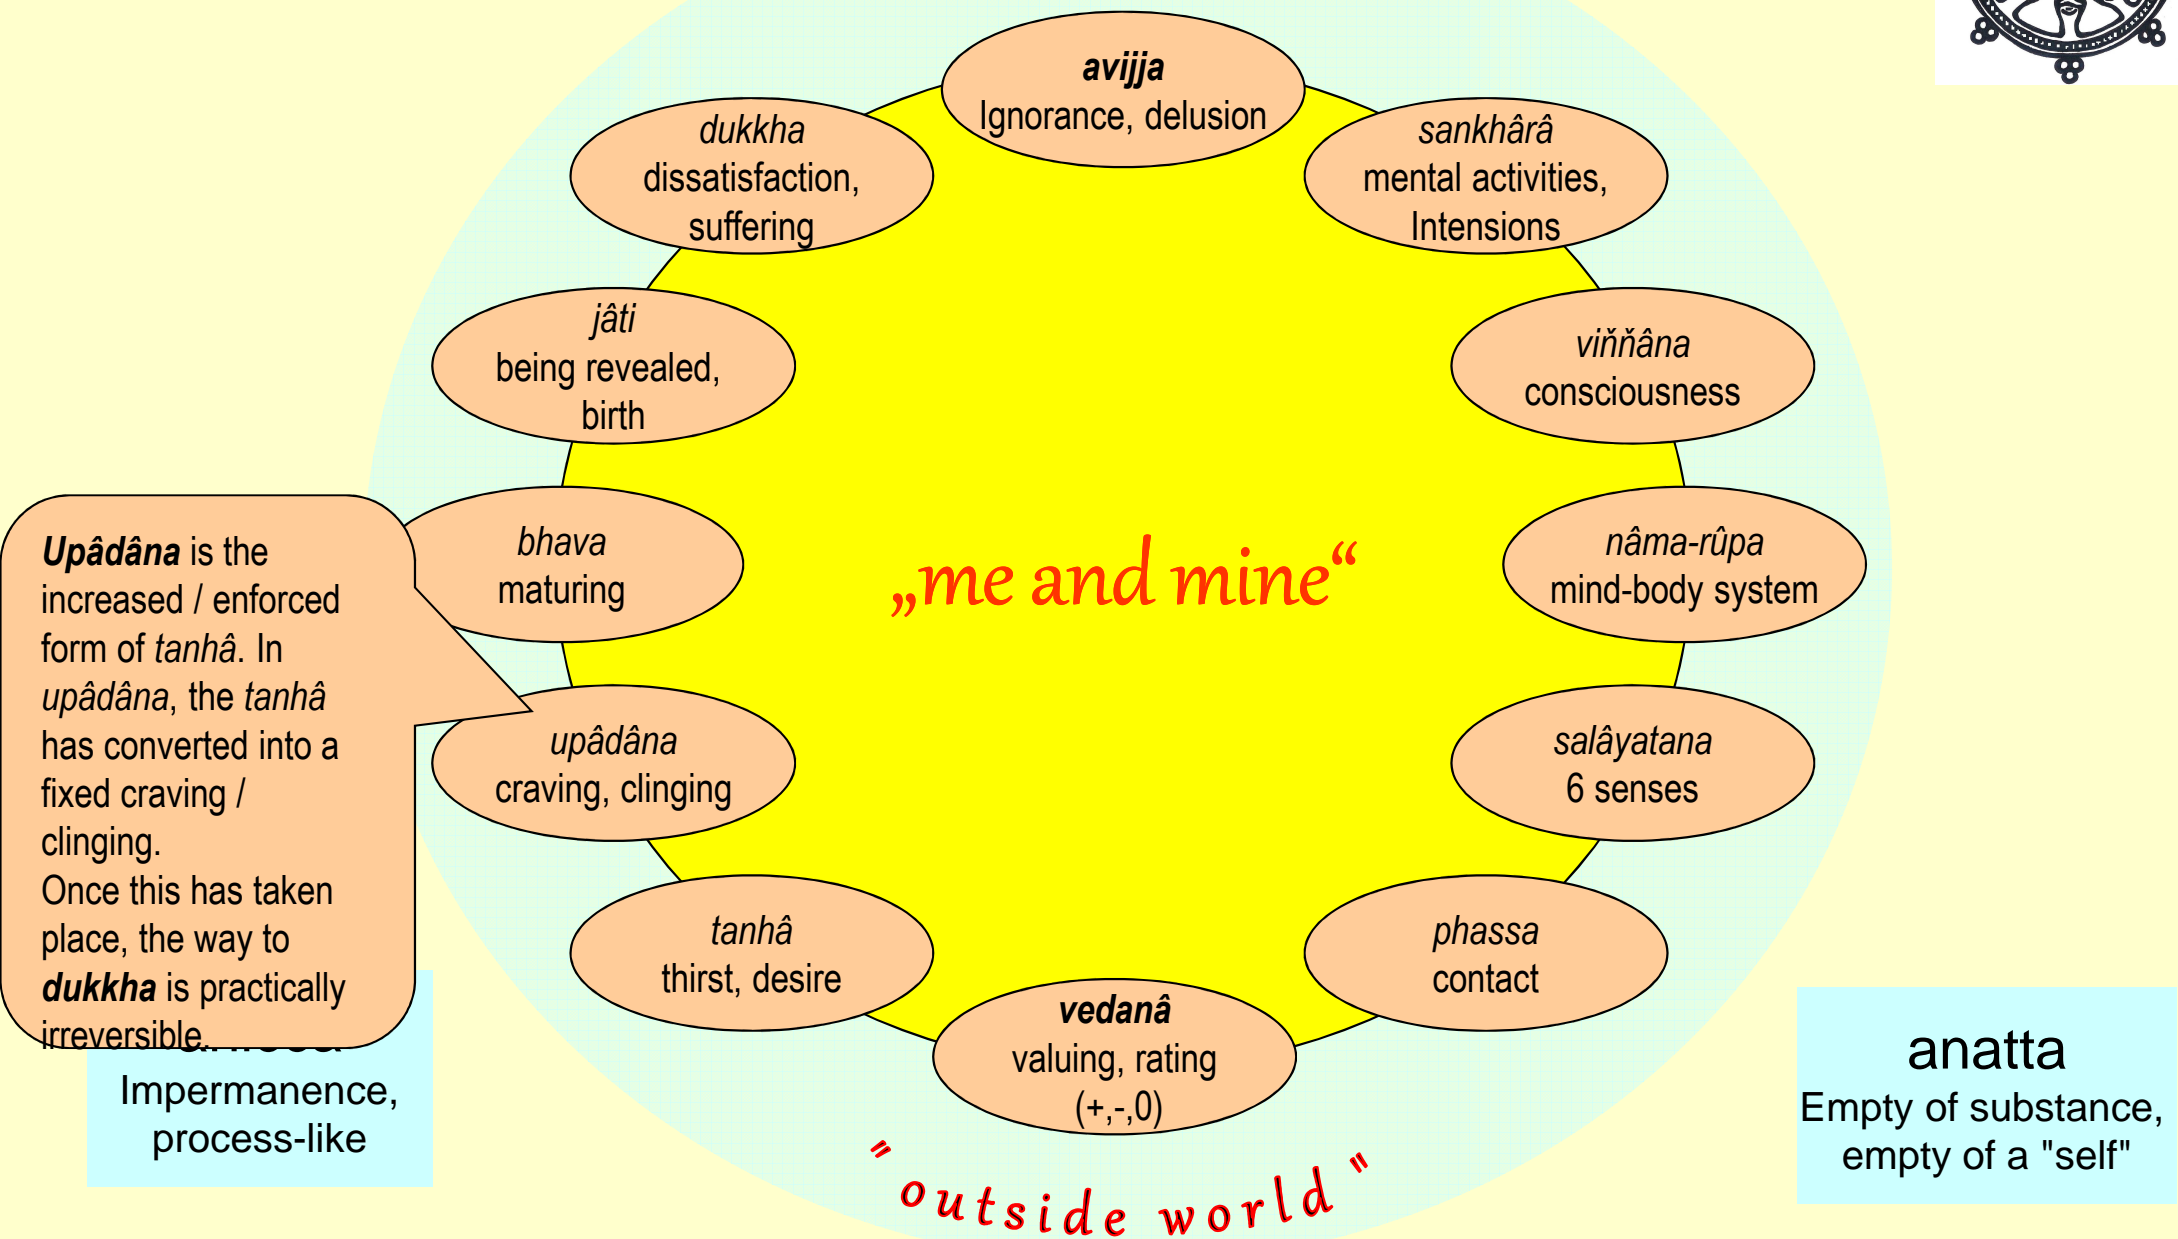 avijja
Ignorance, delusion
sankhârâ
mental activities,
Intensions
viňňâna
consciousness
nâma-rûpa
mind-body system
salâyatana
6 senses
phassa
contact
vedanâ
valuing, rating
(+,-,0)
tanhâ
thirst, desire
upâdâna
craving, clinging
bhava
maturing
jâti
being revealed,
birth
dukkha
dissatisfaction,
suffering
„me and mine“
Upâdâna is the
increased / enforced
form of tanhâ. In
upâdâna, the tanhâ
has converted into a
fixed craving /
clinging.
Once this has taken
place, the way to
dukkha is practically
irreversible.
Impermanence,
process-like
"outside world"
anatta
Empty of substance,
empty of a "self"